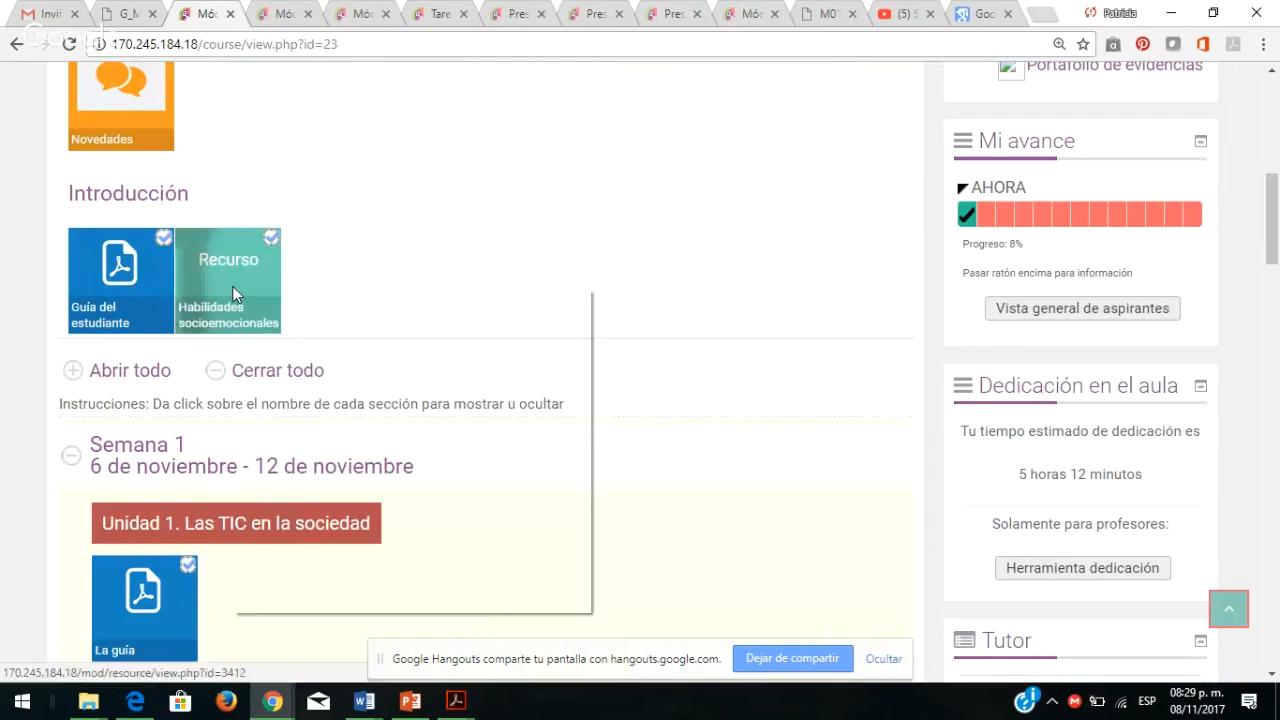 Invit
G_M
Móc
Móc
Móc
Tare
Pres
Pres
Pres
Móc
M0
(5) S
Goo
Patricia
170.245.184.18/course/view.php?id=23
Novedades
Introducción
Guía del
estudiante
Recurso
Habilidades
socioemocionales
Abrir todo
Cerrar todo
Instrucciones: Da click sobre el nombre de cada sección para mostrar u ocultar
Semana 1
6 de noviembre - 12 de noviembre
Unidad 1. Las TIC en la sociedad
La guía
Portafolio de evidencias
Mi avance
AHORA
Progreso: 8%
Pasar ratón encima para información
Vista general de aspirantes
Dedicación en el aula
Tu tiempo estimado de dedicación es
5 horas 12 minutos
Solamente para profesores:
Herramienta dedicación
Tutor
170.245.184.18/mod/resource/view.php?id=3412
Google Hangouts comparte tu pantalla con hangouts.google.com.
Dejar de compartir
Ocultar
ESP
08:29 p. m.
08/11/2017